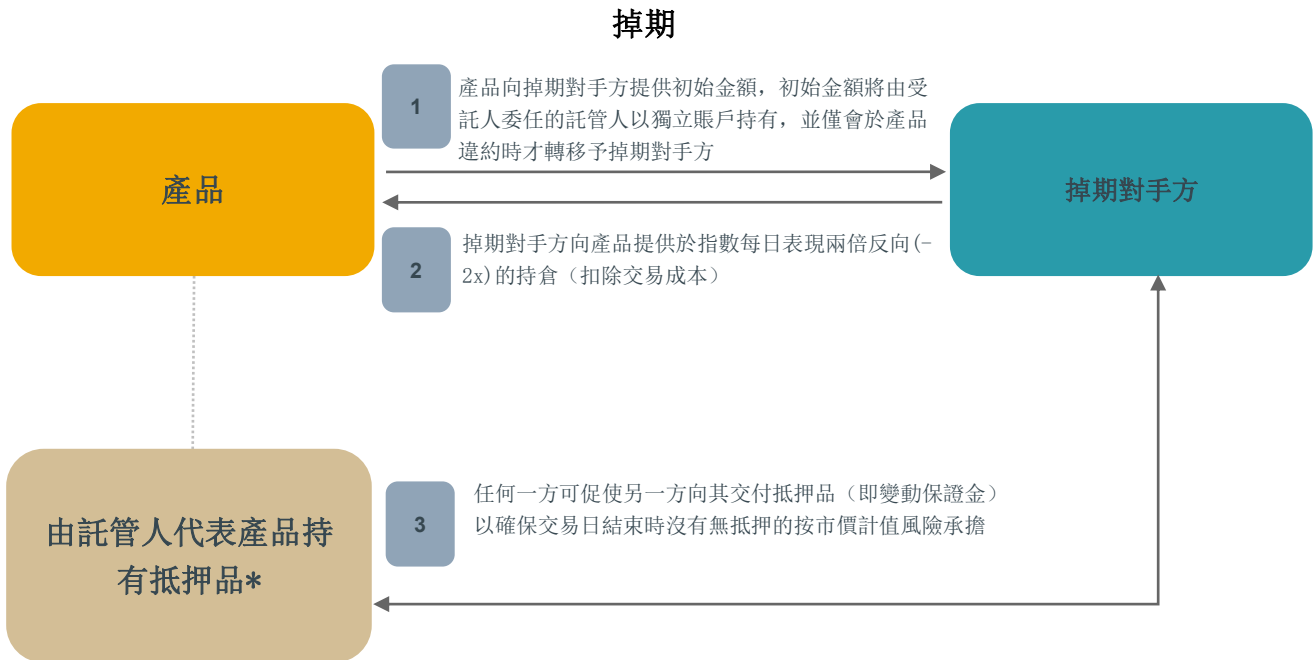 掉期
1
產品向掉期對手方提供初始金額，初始金額將由受
託人委任的託管人以獨立賬戶持有，並僅會於產品
違約時才轉移予掉期對手方
產品
掉期對手方
2
掉期對手方向產品提供於指數每日表現兩倍反向(-
2x)的持倉（扣除交易成本）
由託管人代表產品持
有抵押品*
3
任何一方可促使另一方向其交付抵押品（即變動保證金）
以確保交易日結束時沒有無抵押的按市價計值風險承擔